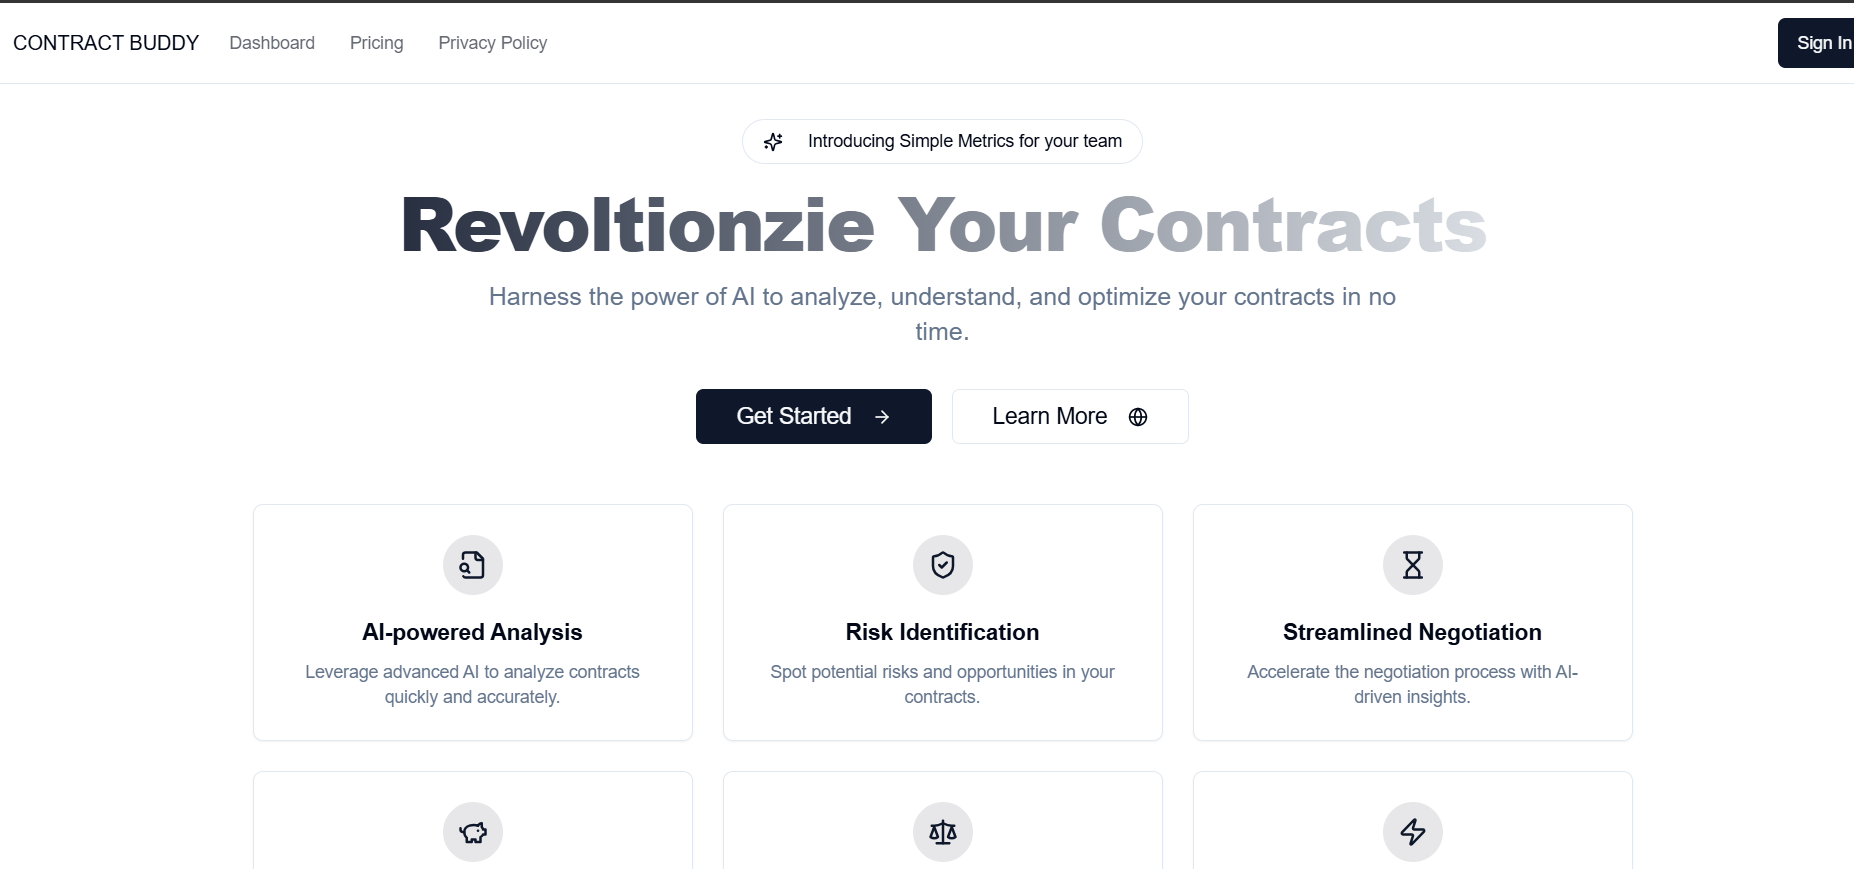 CONTRACT BUDDY
Dashboard
Pricing
Privacy Policy
Sign In
Introducing Simple Metrics for your team
Revoltionzie Your Contracts
Harness the power of AI to analyze, understand, and optimize your contracts in no
time.
Get Started
Learn More
AI-powered Analysis
Leverage advanced AI to analyze contracts
quickly and accurately.
Risk Identification
Spot potential risks and opportunities in your
contracts.
Streamlined Negotiation
Accelerate the negotiation process with AI-
driven insights.